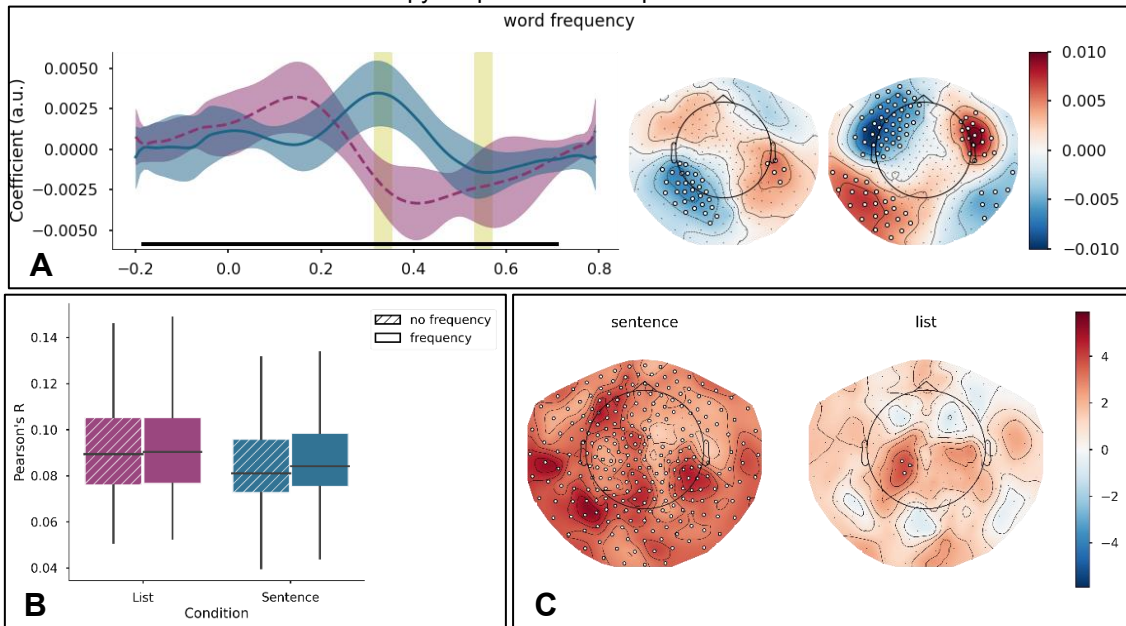 word frequency
Coefficient (a.u.)
0.0050
0.0025
0.0000
−0.0025
−0.0050
−0.2
0.0
0.2
0.4
0.6
0.8
0.010
0.005
0.000
−0.005
−0.010
A
Pearson's R
0.14
0.12
0.10
0.08
0.06
0.04
no frequency
frequency
List
Sentence
Condition
B
sentence
list
4
2
0
−2
−4
C